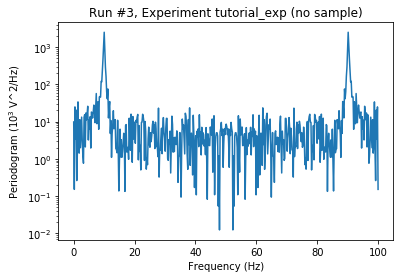 Run #3, Experiment tutorial_exp (no sample)
Periodogram (10³ V^2/Hz)
10³
10²
10¹
10⁰
10⁻¹
10⁻²
0 20 40 60 80 100
Frequency (Hz)